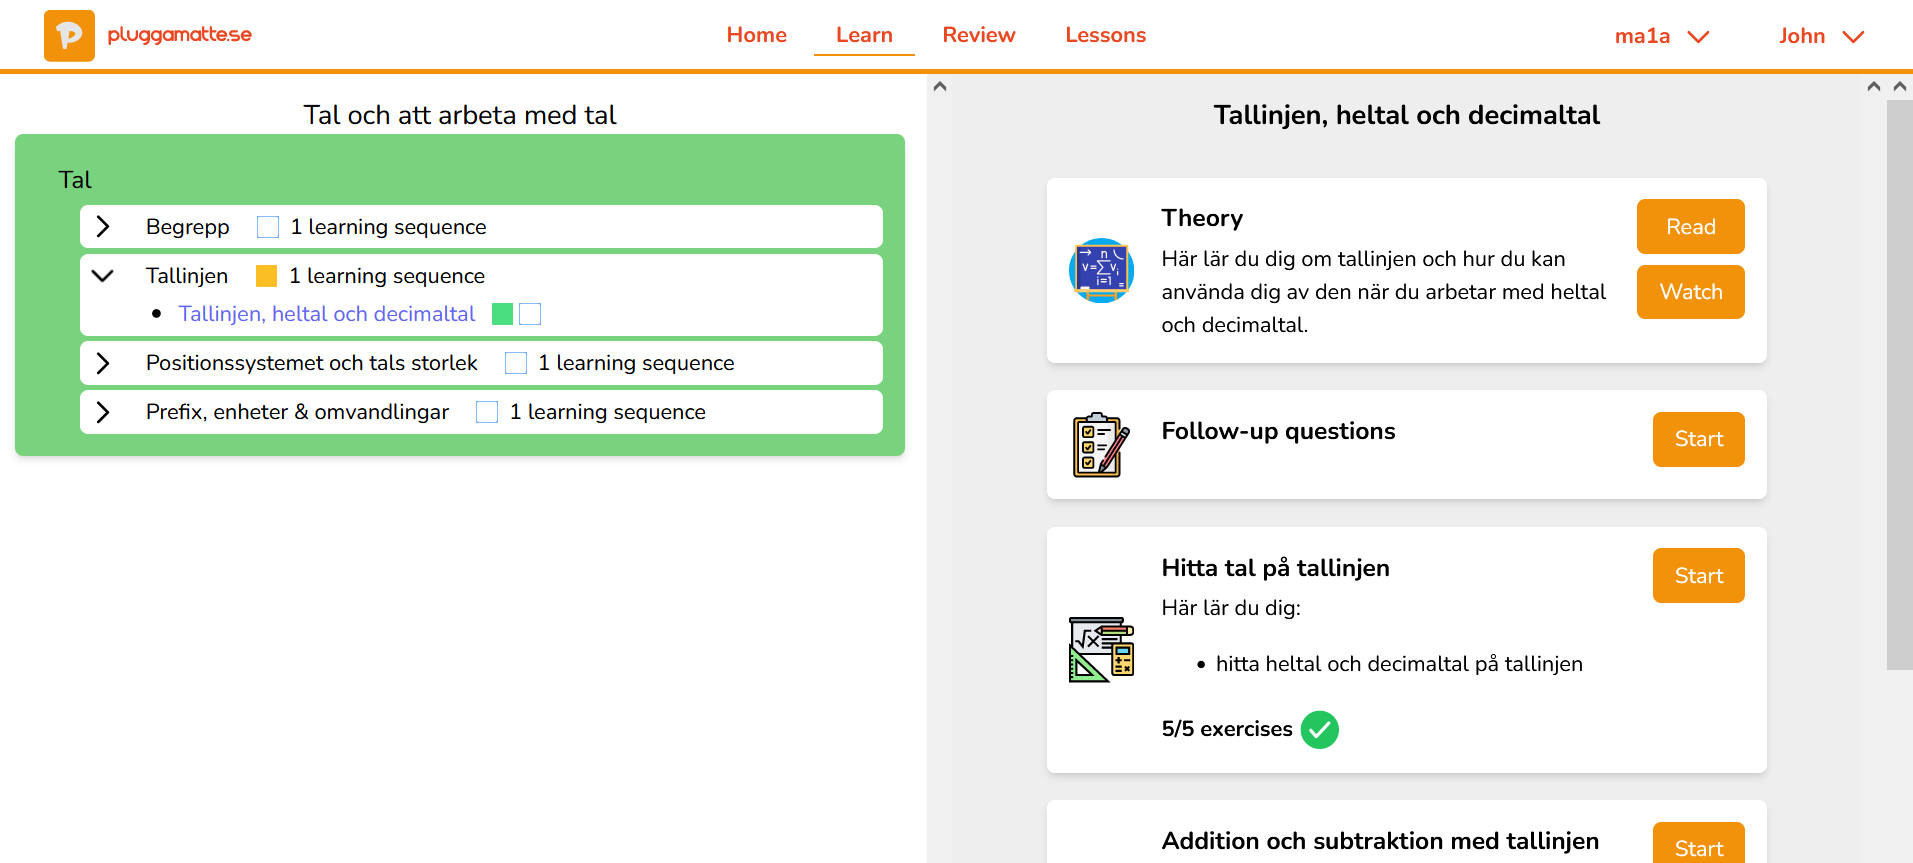 P pluggamatte.se
Home Learn Review Lessons
ma1a John
Tal och att arbeta med tal
Tal
Begrepp 1 learning sequence
Tallinjen 1 learning sequence
• Tallinjen, heltal och decimaltal
Positionssystemet och tals storlek 1 learning sequence
Prefix, enheter & omvandlingar 1 learning sequence
Tallinjen, heltal och decimaltal
Theory
Här lär du dig om tallinjen och hur du kan
använda dig av den när du arbetar med heltal
och decimaltal.
Read
Watch
Follow-up questions
Start
Hitta tal på tallinjen
Start
Här lär du dig:
• hitta heltal och decimaltal på tallinjen
5/5 exercises
Addition och subtraktion med tallinjen
Start